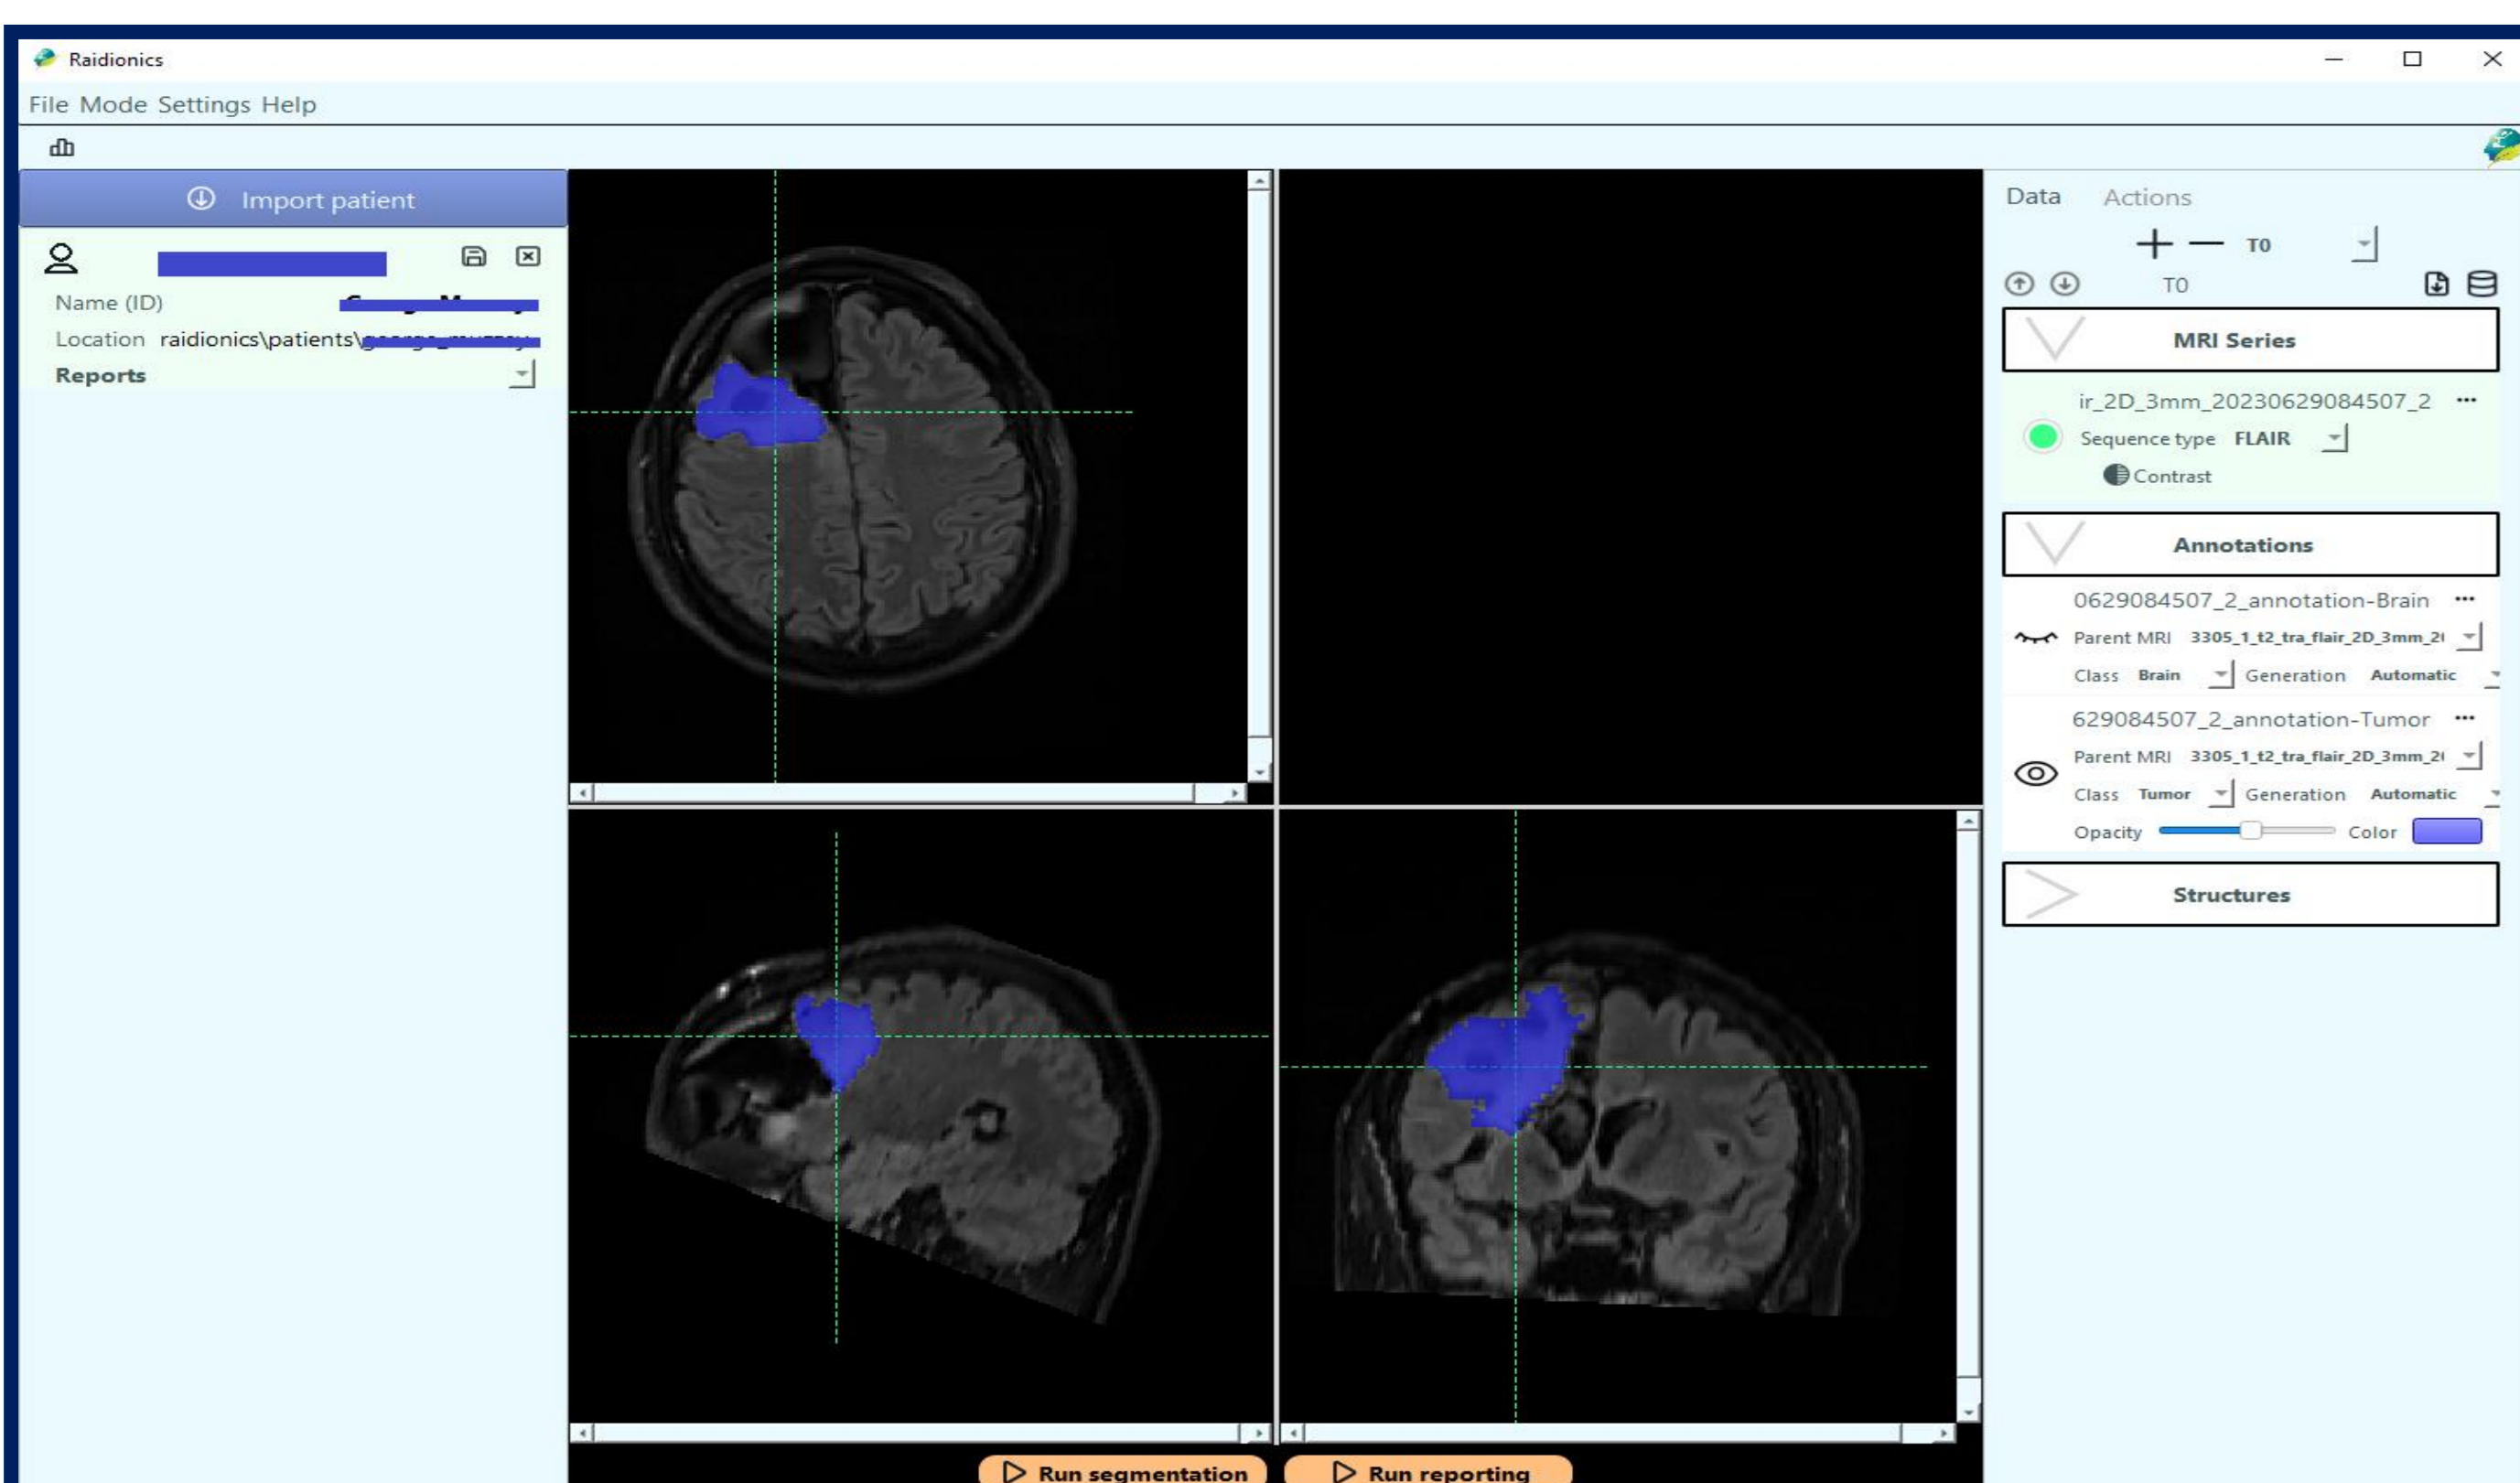 Raidionics
File Mode Settings Help
Import patient
Name (ID)
Location raidionics\patients\
Reports
Data Actions
T0
T0
MRI Series
ir_2D_3mm_20230629084507_2 ...
Sequence type FLAIR
Contrast
Annotations
0629084507_2_annotation-Brain ...
Parent MRI 3305_1_t2_tra_flair_2D_3mm_2
Class Brain Generation Automatic
629084507_2_annotation-Tumor ...
Parent MRI 3305_1_t2_tra_flair_2D_3mm_2
Class Tumor Generation Automatic
Opacity Color
Structures
Run segmentation Run reporting